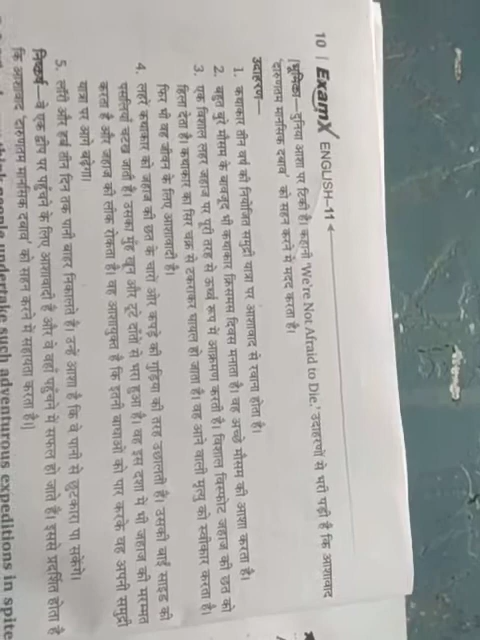 10 | ExamX ENGLISH-11
[भूमिका—दुनिया आशा पर टिकी है। कहानी 'We're Not Afraid to Die,' उदाहरणों से भरी पड़ी है कि आशावाद
'दारुणतम मानसिक दबाव' को सहन करने में मदद करता है।
उदाहरण—
1. कथाकार तीन वर्ष की नियोजित समुद्री यात्रा पर आशावाद से रवाना होता है।
2. बहुत बुरे मौसम के बावजूद भी कथाकार क्रिसमस दिवस मनाता है। वह अच्छे मौसम की आशा करता है।
3. एक विशाल लहर जहाज पर पूरी तरह से ऊर्ध्व रूप में आक्रमण करती है। विशाल विस्फोट जहाज की छत को
हिला देता है। कथाकार का सिर चक्र से टकराकर घायल हो जाता है। वह आने वाली मृत्यु को स्वीकार करता है।
फिर भी वह जीवन के लिए आशावादी है।
4. लहरें कथाकार को जहाज की छत के चारों ओर कपड़े की गुड़िया की तरह उछालती हैं। उसकी बाईं साइड की
पसलियाँ चटख जाती हैं। उसका मुँह खून और टूटे दाँतों से भरा हुआ है। वह इस दशा में भी जहाज की मरम्मत
करता है और जहाज की लीक रोकता है। वह आशायुक्त है कि इतनी बाधाओं को पार करके वह अपनी समुद्री
यात्रा पर आगे बढ़ेगा।
5. लैरी और हर्ब तीन दिन तक पानी बाहर निकालते हैं। उन्हें आशा है कि वे पानी से छुटकारा पा सकेंगे।
निष्कर्ष—वे एक द्वीप पर पहुँचने के लिए आशावादी हैं और वे वहाँ पहुँचने में सफल हो जाते हैं। इससे प्रदर्शित होता है
कि आशावाद 'दारुणतम मानसिक दबाव' को सहन करने में सहायता करता है।]
think people undertake such adventurous expeditions in spite